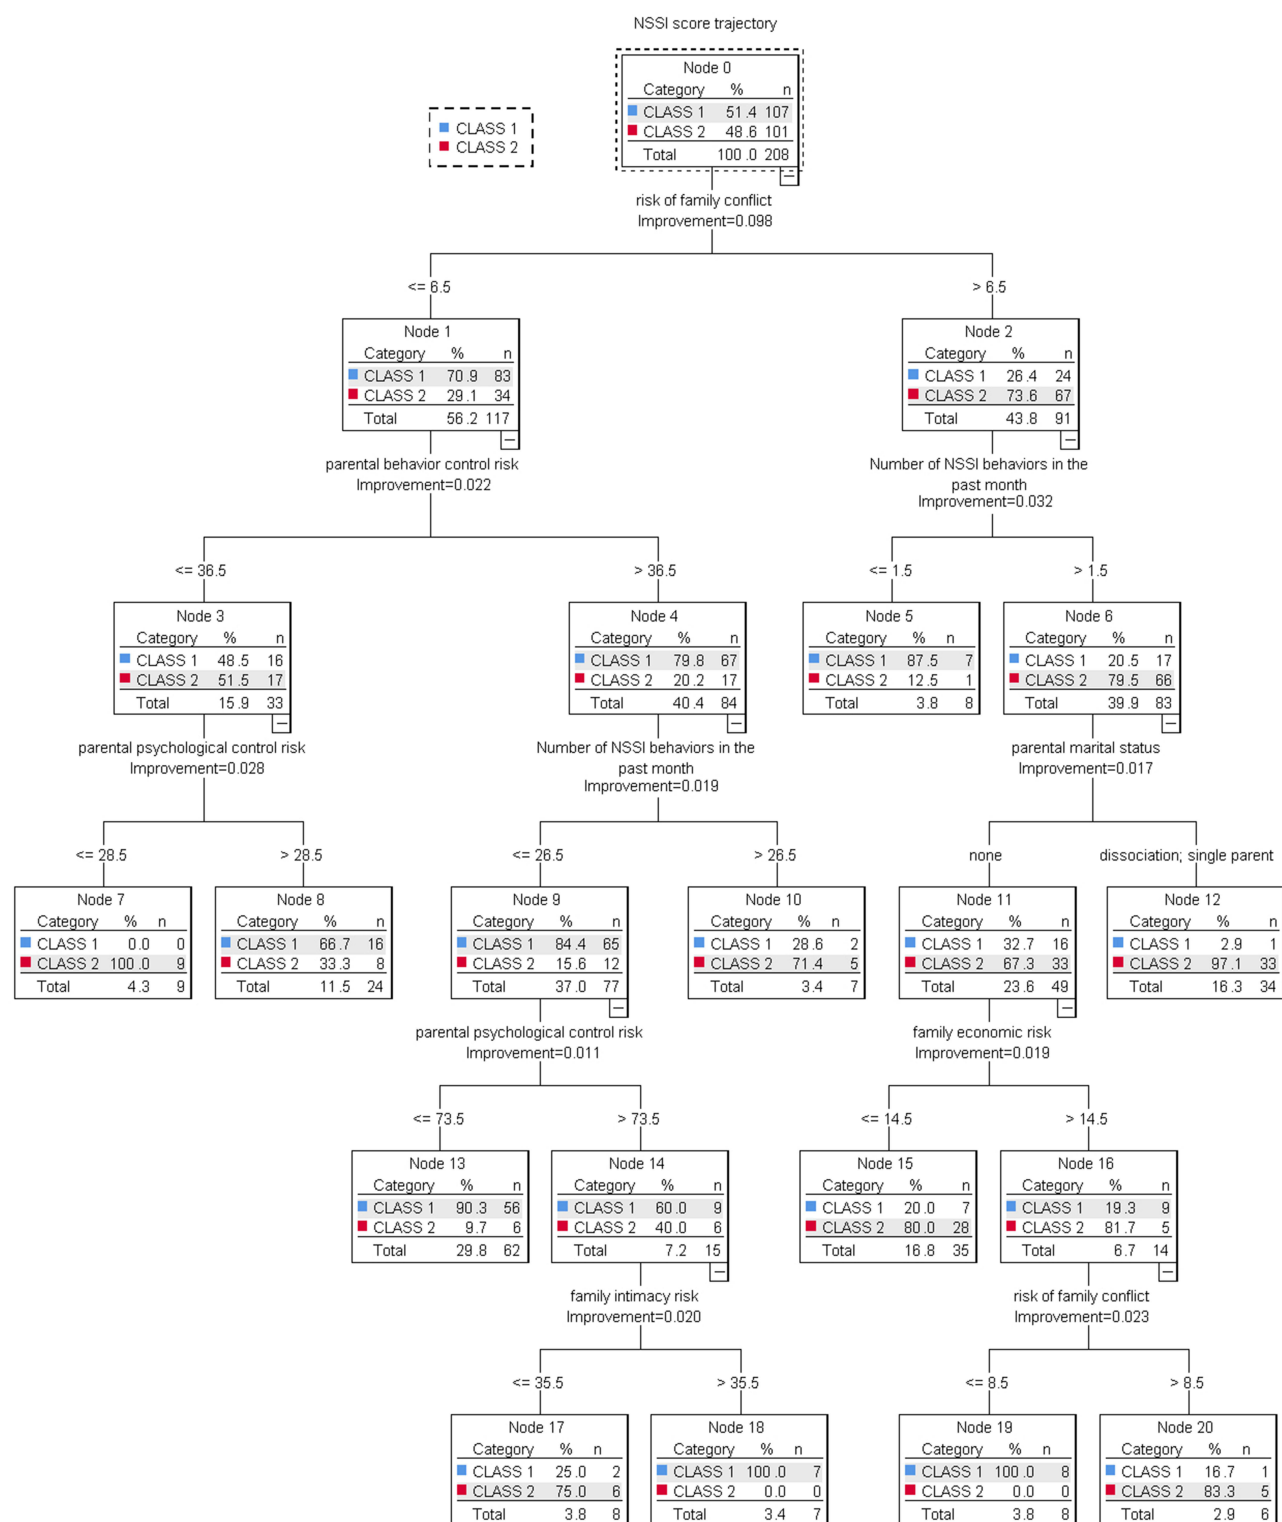 NSSI score trajectory
Node 0
Category % n
CLASS 1 51.4 107
CLASS 2 48.6 101
Total 100.0 208
CLASS 1
CLASS 2
risk of family conflict
Improvement=0.098
<= 6.5
> 6.5
Node 1
Category % n
CLASS 1 70.9 83
CLASS 2 29.1 34
Total 56.2 117
Node 2
Category % n
CLASS 1 26.4 24
CLASS 2 73.6 67
Total 43.8 91
parental behavior control risk
Improvement=0.022
Number of NSSI behaviors in the
past month
Improvement=0.032
<= 36.5
> 36.5
<= 1.5
> 1.5
Node 3
Category % n
CLASS 1 48.5 16
CLASS 2 51.5 17
Total 15.9 33
Node 4
Category % n
CLASS 1 79.8 67
CLASS 2 20.2 17
Total 40.4 84
Node 5
Category % n
CLASS 1 87.5 7
CLASS 2 12.5 1
Total 3.8 8
Node 6
Category % n
CLASS 1 20.5 17
CLASS 2 79.5 66
Total 39.9 83
parental psychological control risk
Improvement=0.028
Number of NSSI behaviors in the
past month
Improvement=0.019
parental marital status
Improvement=0.017
<= 28.5
> 28.5
<= 26.5
> 26.5
none
dissociation; single parent
Node 7
Category % n
CLASS 1 0.0 0
CLASS 2 100.0 9
Total 4.3 9
Node 8
Category % n
CLASS 1 66.7 16
CLASS 2 33.3 8
Total 11.5 24
Node 9
Category % n
CLASS 1 84.4 65
CLASS 2 15.6 12
Total 37.0 77
Node 10
Category % n
CLASS 1 28.6 2
CLASS 2 71.4 5
Total 3.4 7
Node 11
Category % n
CLASS 1 32.7 16
CLASS 2 67.3 33
Total 23.6 49
Node 12
Category % n
CLASS 1 2.9 1
CLASS 2 97.1 33
Total 16.3 34
parental psychological control risk
Improvement=0.011
family economic risk
Improvement=0.019
<= 73.5
> 73.5
<= 14.5
> 14.5
Node 13
Category % n
CLASS 1 90.3 56
CLASS 2 9.7 6
Total 29.8 62
Node 14
Category % n
CLASS 1 60.0 9
CLASS 2 40.0 6
Total 7.2 15
Node 15
Category % n
CLASS 1 20.0 7
CLASS 2 80.0 28
Total 16.8 35
Node 16
Category % n
CLASS 1 19.3 9
CLASS 2 81.7 5
Total 6.7 14
family intimacy risk
Improvement=0.020
risk of family conflict
Improvement=0.023
<= 35.5
> 35.5
<= 8.5
> 8.5
Node 17
Category % n
CLASS 1 25.0 2
CLASS 2 75.0 6
Total 3.8 8
Node 18
Category % n
CLASS 1 100.0 7
CLASS 2 0.0 0
Total 3.4 7
Node 19
Category % n
CLASS 1 100.0 8
CLASS 2 0.0 0
Total 3.8 8
Node 20
Category % n
CLASS 1 16.7 1
CLASS 2 83.3 5
Total 2.9 6